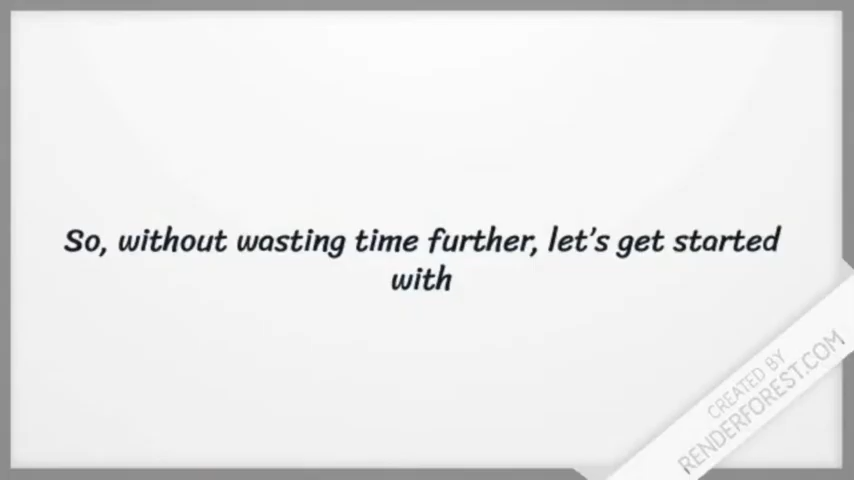 So, without wasting time further, let's get started
with
CREATED BY
RENDERFOREST.COM